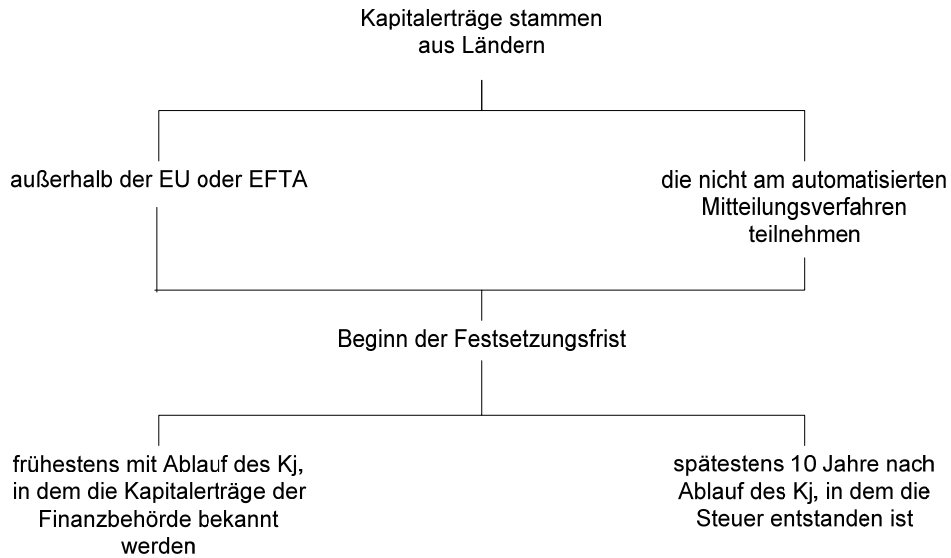 Kapitalerträge stammen
aus Ländern
außerhalb der EU oder EFTA
die nicht am automatisierten
Mitteilungsverfahren
teilnehmen
Beginn der Festsetzungsfrist
frühestens mit Ablauf des Kj,
in dem die Kapitalerträge der
Finanzbehörde bekannt
werden
spätestens 10 Jahre nach
Ablauf des Kj, in dem die
Steuer entstanden ist